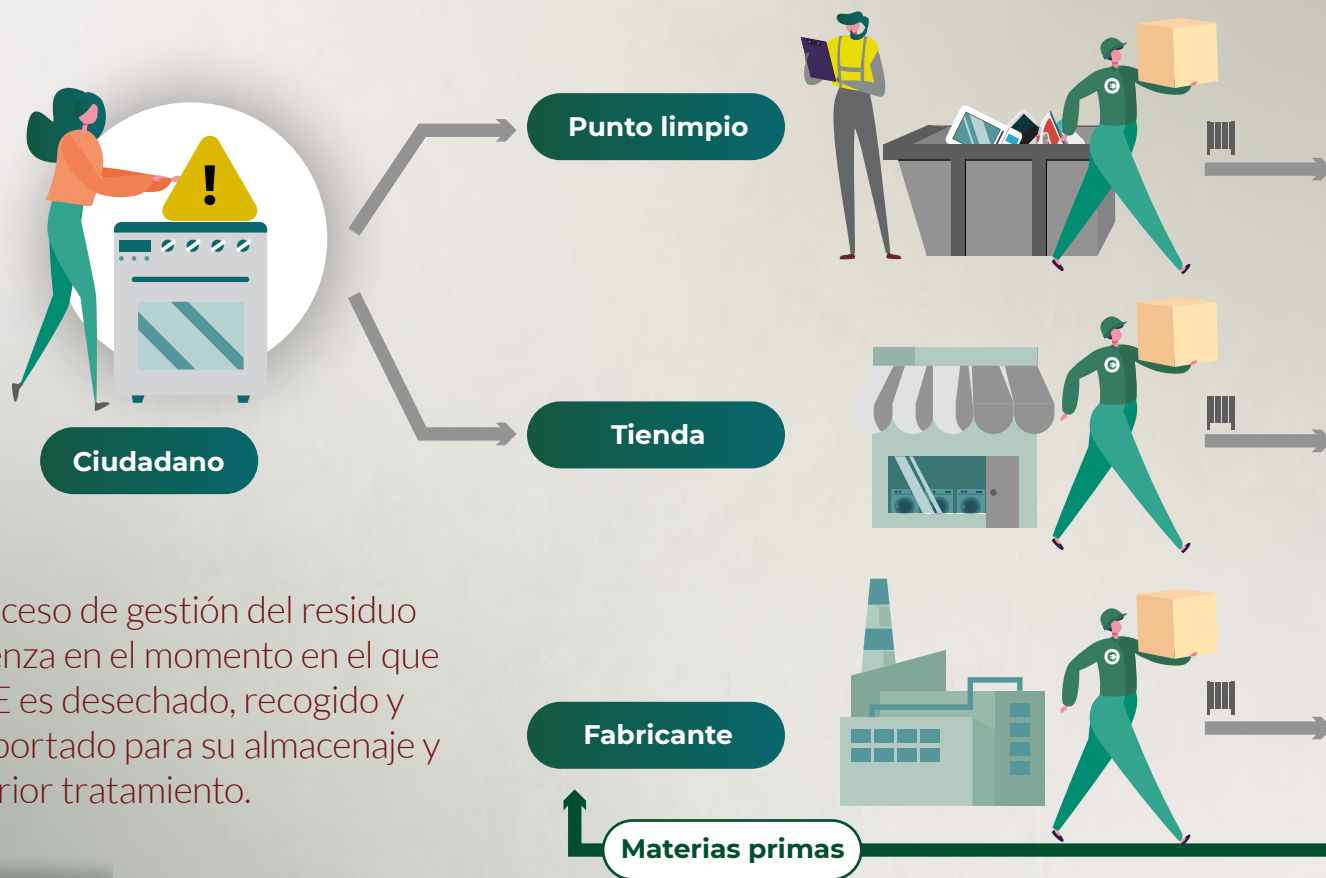 Punto limpio
Ciudadano
Tienda
ceso de gestión del residuo
enza en el momento en el que
E es desechado, recogido y
portado para su almacenaje y
rior tratamiento.
Fabricante
Materias primas